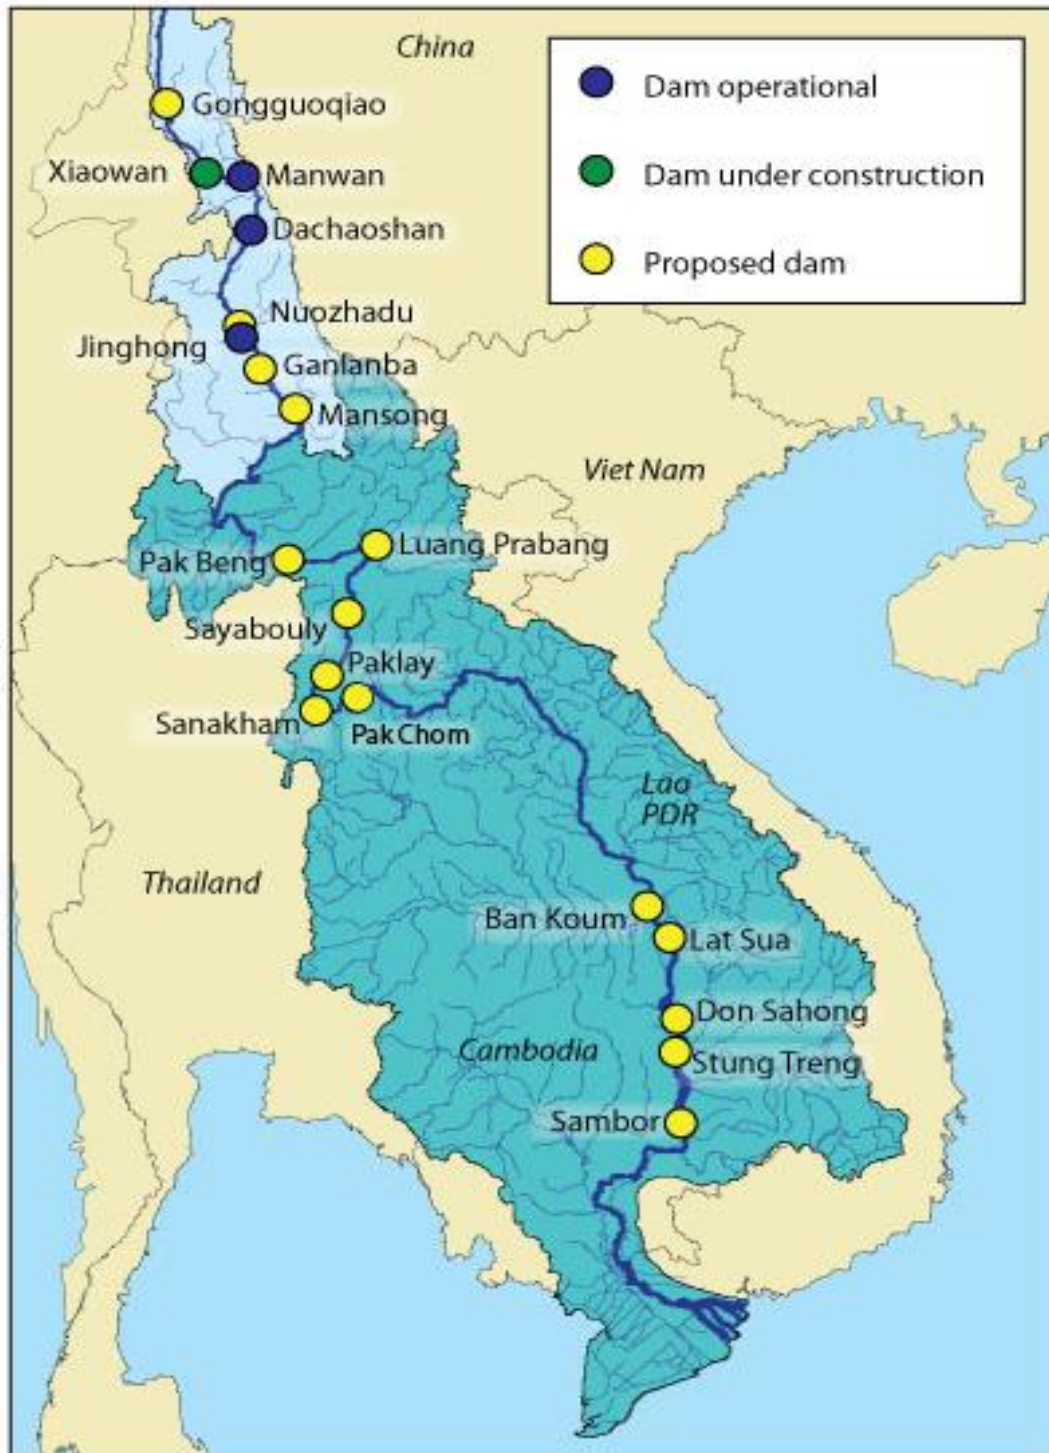 China
Dam operational
Dam under construction
Proposed dam
Gongguoqiao
Xiaowan
Manwan
Dachaoshan
Nuozhadu
Jinghong
Ganlanba
Mansong
Viet Nam
Luang Prabang
Pak Beng
Sayabouly
Paklay
Sanakham
Pak Chom
Lao
PDR
Thailand
Ban Koum
Lat Sua
Don Sahong
Cambodia
Stung Treng
Sambor